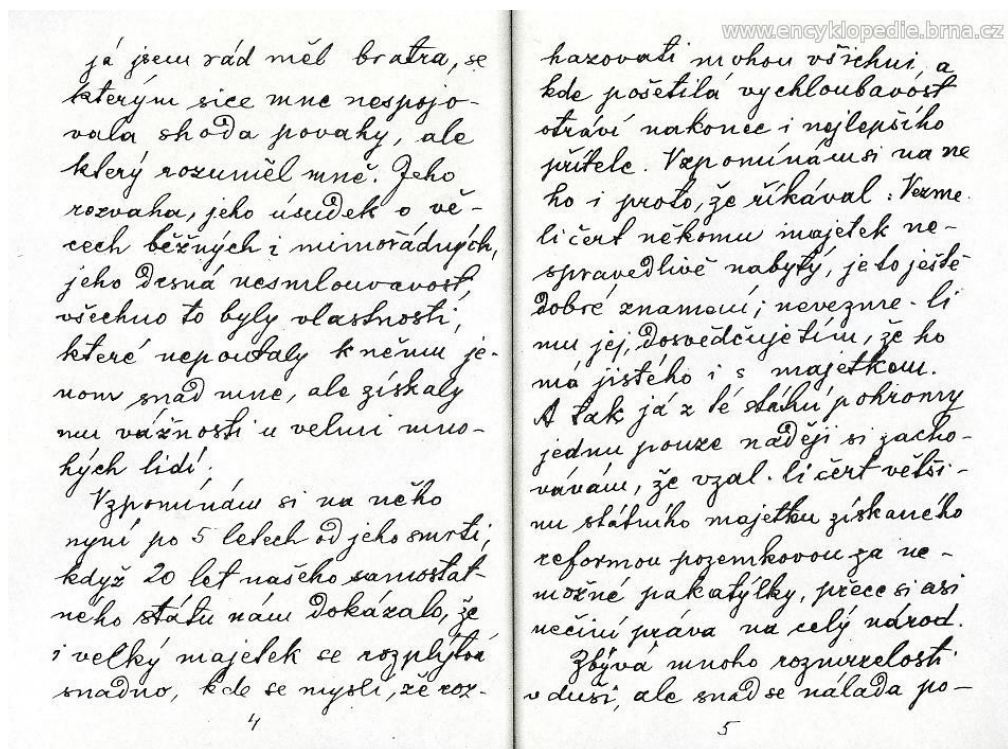 www.encyklopedie.brna.cz
já jsem rád měl bratra, se
kterým sice mne nespojo-
vala shoda povahy, ale
který rozuměl mně. Jeho
rozvaha, jeho úsudek o vě-
cech běžných i mimořádných,
jeho drsná nesmlouvavost,
všechno to byly vlastnosti,
které nepoutaly k němu je-
nom snad mne, ale získaly
mu vážnosti u velmi mno-
hých lidí.
Vzpomínám si na něho
nyní po 5 letech od jeho smrti,
když 20 let našeho samostat-
ného státu nám dokázalo, že
i velký majetek se rozplýtvá
snadno, kde se myslí, že roz-
4
hazovati mohou všichni, a
kde pošetilá vychloubavost
otráví nakonec i nejlepšího
přítele. Vzpomínám si na ně
ho i proto, že říkával: Vezme-
li čert někomu majetek ne-
spravedlivě nabytý, je to ještě
dobré znamení; nevezme-li
mu jej, dosvědčuje tím, že ho
má jistého i s majetkem.
A tak já z té státní pohromy
jednu pouze naději si zacho-
vávám, že vzal-li čert větši-
nu státního majetku získaného
reformou pozemkovou za ne-
možné pakatýlky, přece si asi
nečiní práva na celý národ.
Zbývá mnoho rozmrzelosti
v duši, ale snad se nálada po-
5